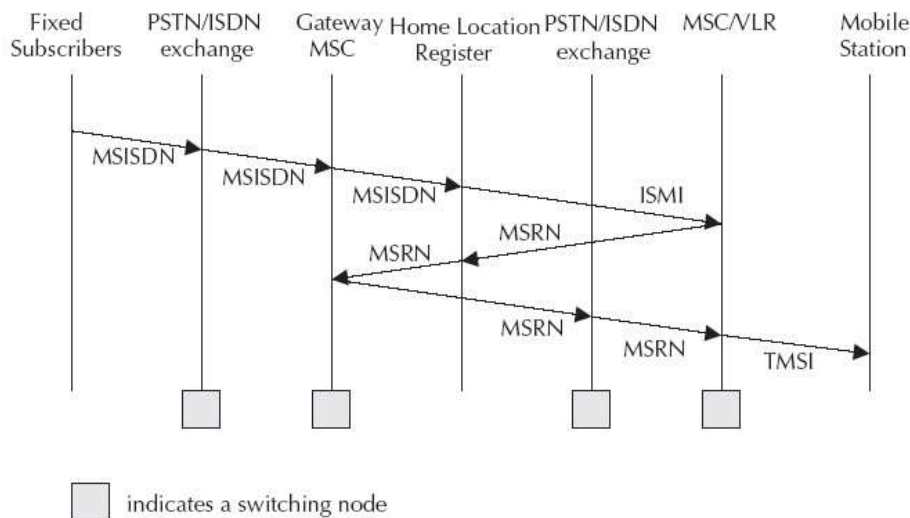 Fixed
Subscribers
PSTN/ISDN
exchange
Gateway
MSC
Home Location
Register
PSTN/ISDN
exchange
MSC/VLR
Mobile
Station
MSISDN
MSISDN
MSISDN
ISMI
MSRN
MSRN
MSRN
MSRN
TMSI
indicates a switching node